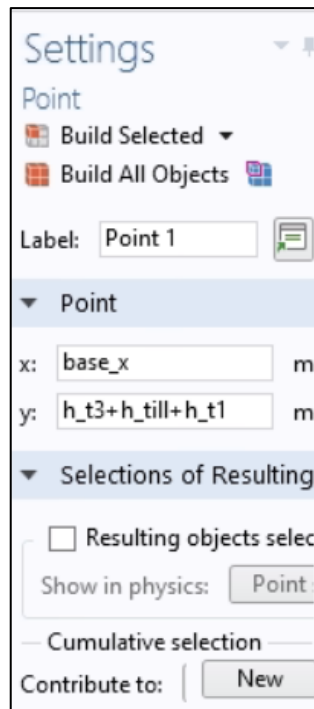 Settings
Point
Build Selected
Build All Objects
Label: Point 1
Point
x: base_x m
y: h_t3+h_till+h_t1 m
Selections of Resulting
Resulting objects selec
Show in physics: Point
Cumulative selection
Contribute to: New